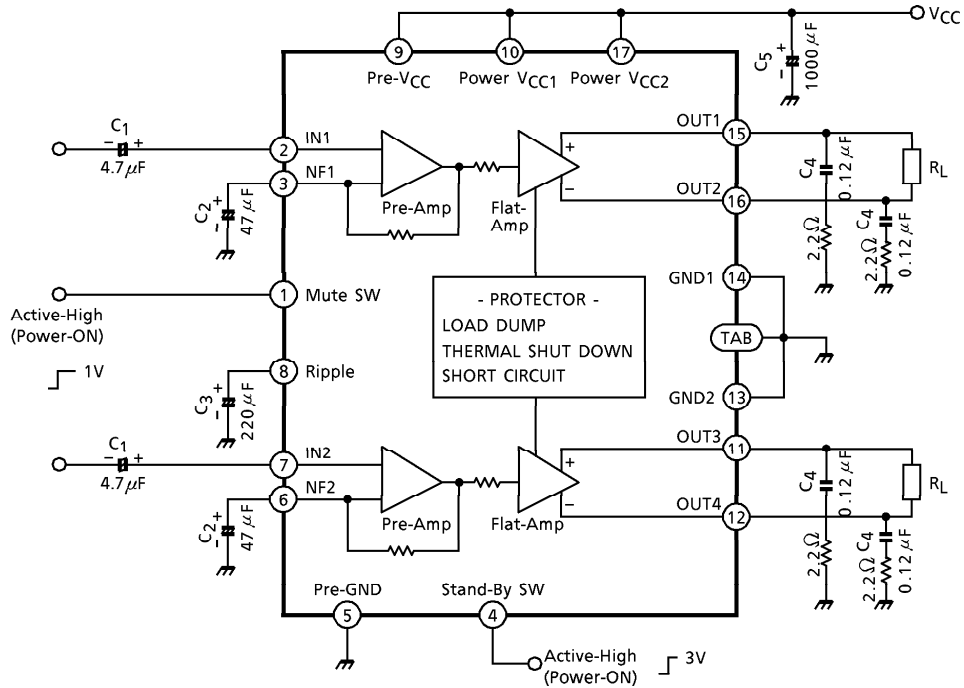 VCC
9
10
17
Pre-VCC
Power VCC1
Power VCC2
C5
-
+
1000μF
C1
- +
4.7μF
2
IN1
3
NF1
C2
-
+
47μF
Pre-Amp
Flat-
Amp
+
-
OUT1
15
OUT2
16
C4
0.12μF
2.2Ω
C4
0.12μF
2.2Ω
RL
1
Mute SW
Active-High
(Power-ON)
1V
8
Ripple
C3
-
+
220μF
- PROTECTOR -
LOAD DUMP
THERMAL SHUT DOWN
SHORT CIRCUIT
GND1
14
TAB
GND2
13
C1
- +
4.7μF
7
IN2
6
NF2
C2
-
+
47μF
Pre-Amp
Flat-Amp
+
-
OUT3
11
OUT4
12
C4
0.12μF
2.2Ω
C4
0.12μF
2.2Ω
RL
Pre-GND
5
Stand-By SW
4
Active-High
(Power-ON)
3V